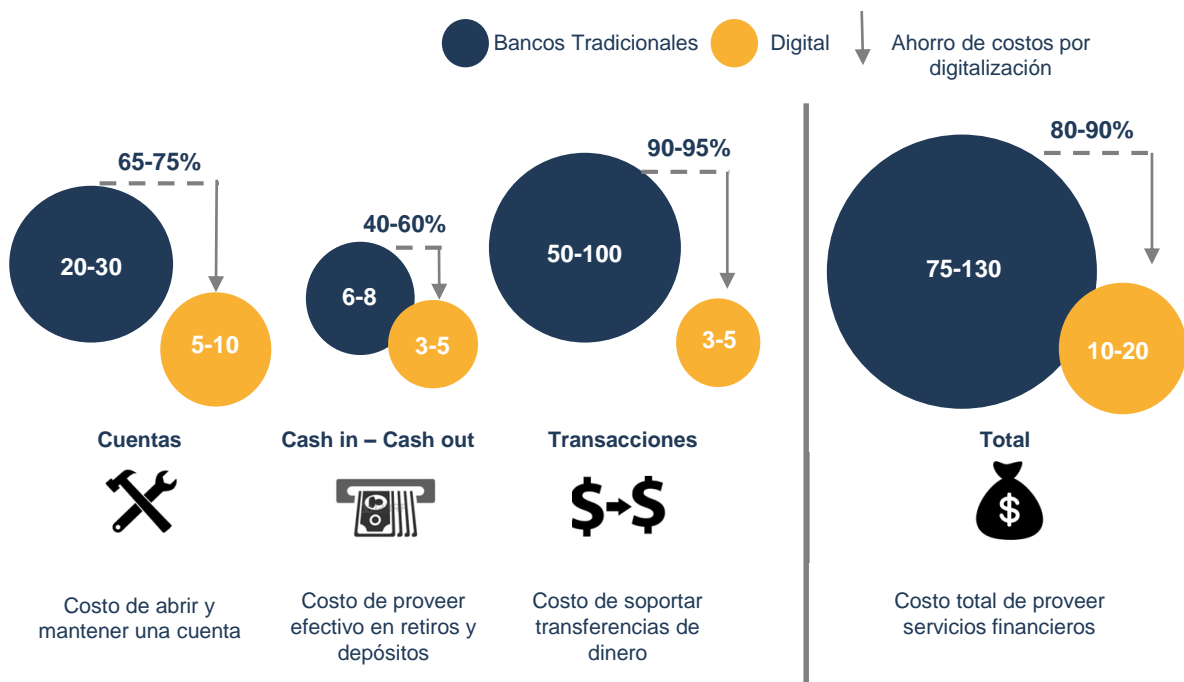 Bancos Tradicionales
Digital
Ahorro de costos por
digitalización
65-75%
20-30
5-10
40-60%
6-8
3-5
90-95%
50-100
3-5
80-90%
75-130
10-20
Cuentas
Cash in – Cash out
Transacciones
Total
Costo de abrir y
mantener una cuenta
Costo de proveer
efectivo en retiros y
depósitos
Costo de soportar
transferencias de
dinero
Costo total de proveer
servicios financieros